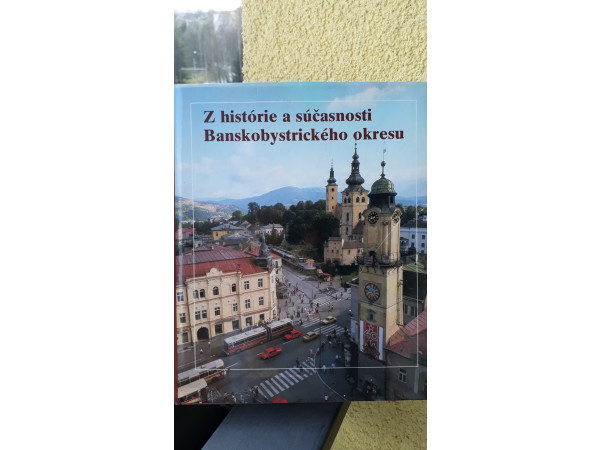 Z histórie a súčasnosti
Banskobystrického okresu